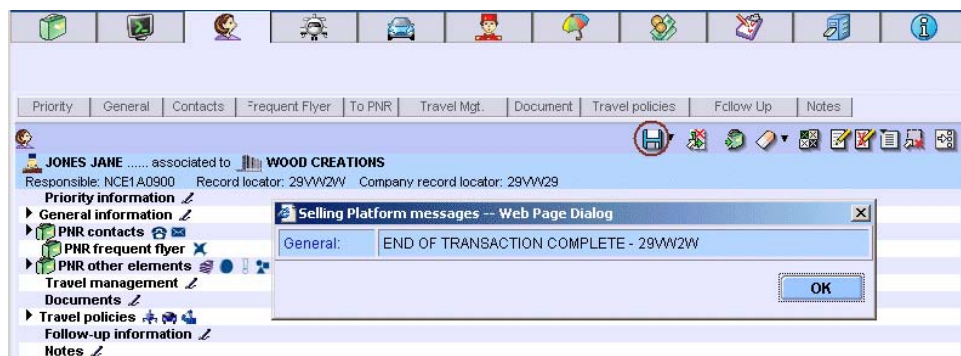 Priority General Contacts Frequent Flyer To PNR Travel Mgt. Document Travel policies Follow Up Notes
JONES JANE ...... associated to WOOD CREATIONS
Responsible: NCE1A0900 Record locator: 29VW2W Company record locator: 29VW29
Priority information
General information
PNR contacts
PNR frequent flyer
PNR other elements
Travel management
Documents
Travel policies
Follow-up information
Notes
Selling Platform messages -- Web Page Dialog
General: END OF TRANSACTION COMPLETE - 29VW2W
OK